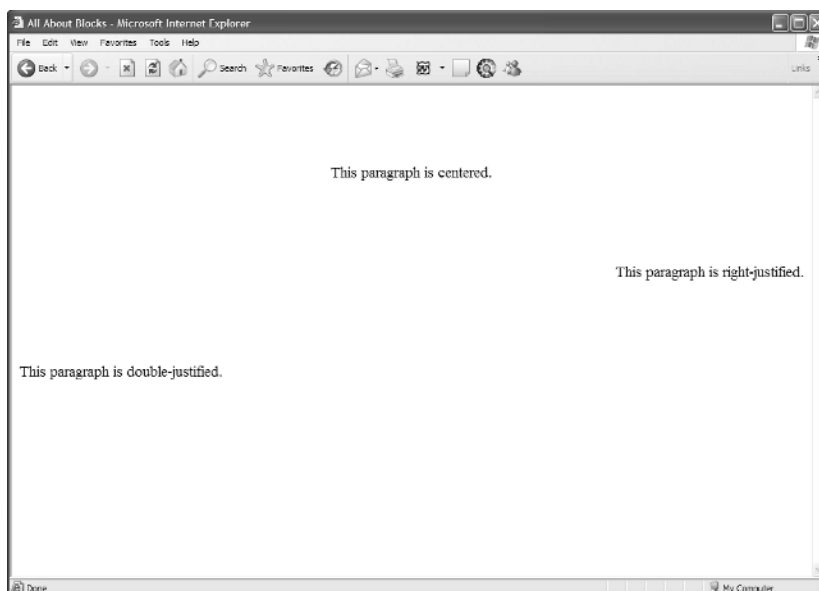 All About Blocks - Microsoft Internet Explorer
File Edit View Favorites Tools Help
Back Search Favorites Links
This paragraph is centered.
This paragraph is right-justified.
This paragraph is double-justified.
Done My Computer